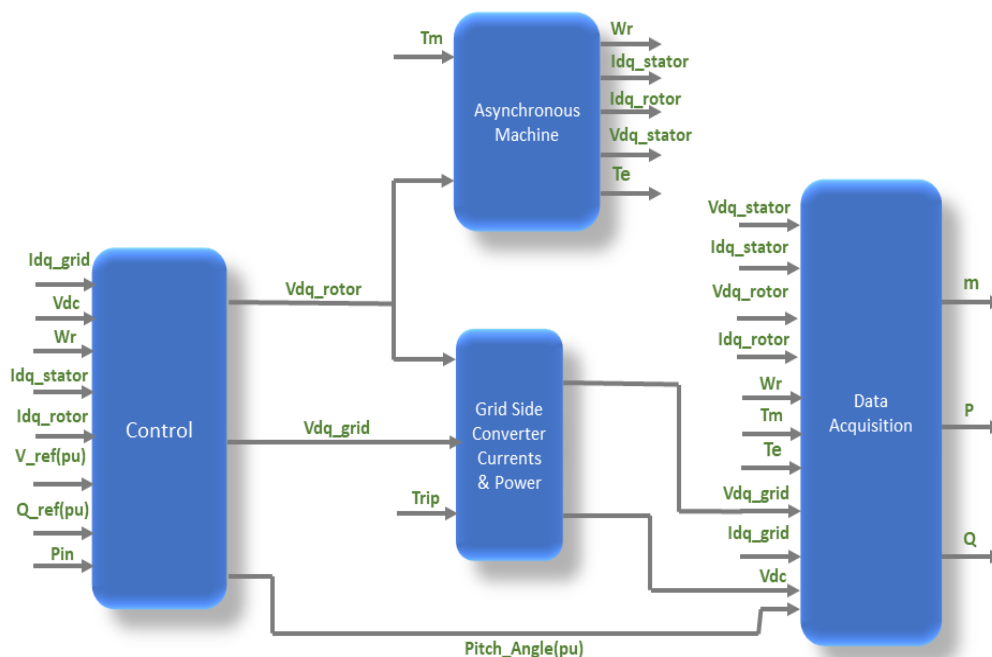 Tm
Wr
Idq_stator
Idq_rotor
Vdq_stator
Te
Asynchronous
Machine
Idq_grid
Vdc
Wr
Idq_stator
Idq_rotor
V_ref(pu)
Q_ref(pu)
Pin
Control
Vdq_rotor
Vdq_grid
Trip
Grid Side
Converter
Currents
& Power
Vdq_stator
Idq_stator
Vdq_rotor
Idq_rotor
Wr
Tm
Te
Vdq_grid
Idq_grid
Vdc
Pitch_Angle(pu)
Data
Acquisition
m
P
Q